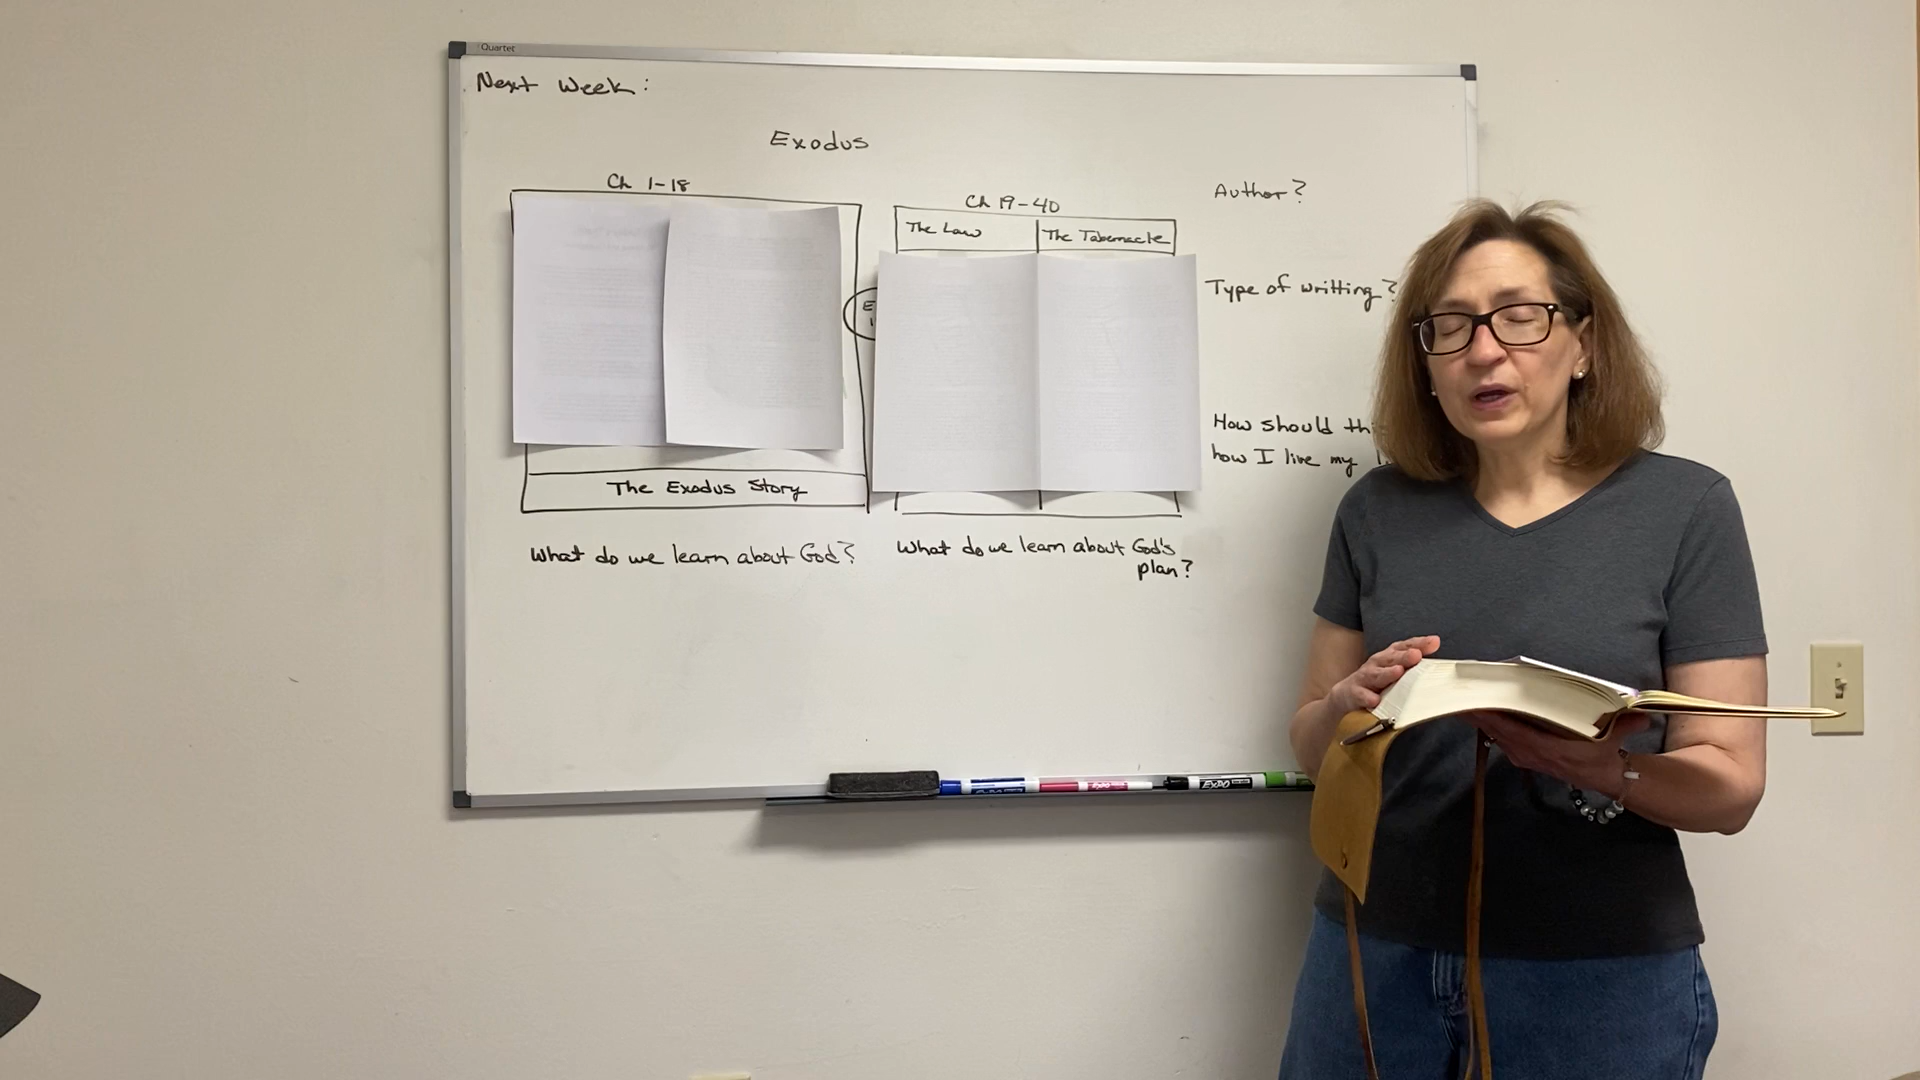 Quartet
Next Week:
Exodus
Ch 1-18
Ch 19-40
The Law
The Tabernacle
The Exodus Story
What do we learn about God?
What do we learn about God's
plan?
Author?
Type of writting?
How should
how I live my
EXPO